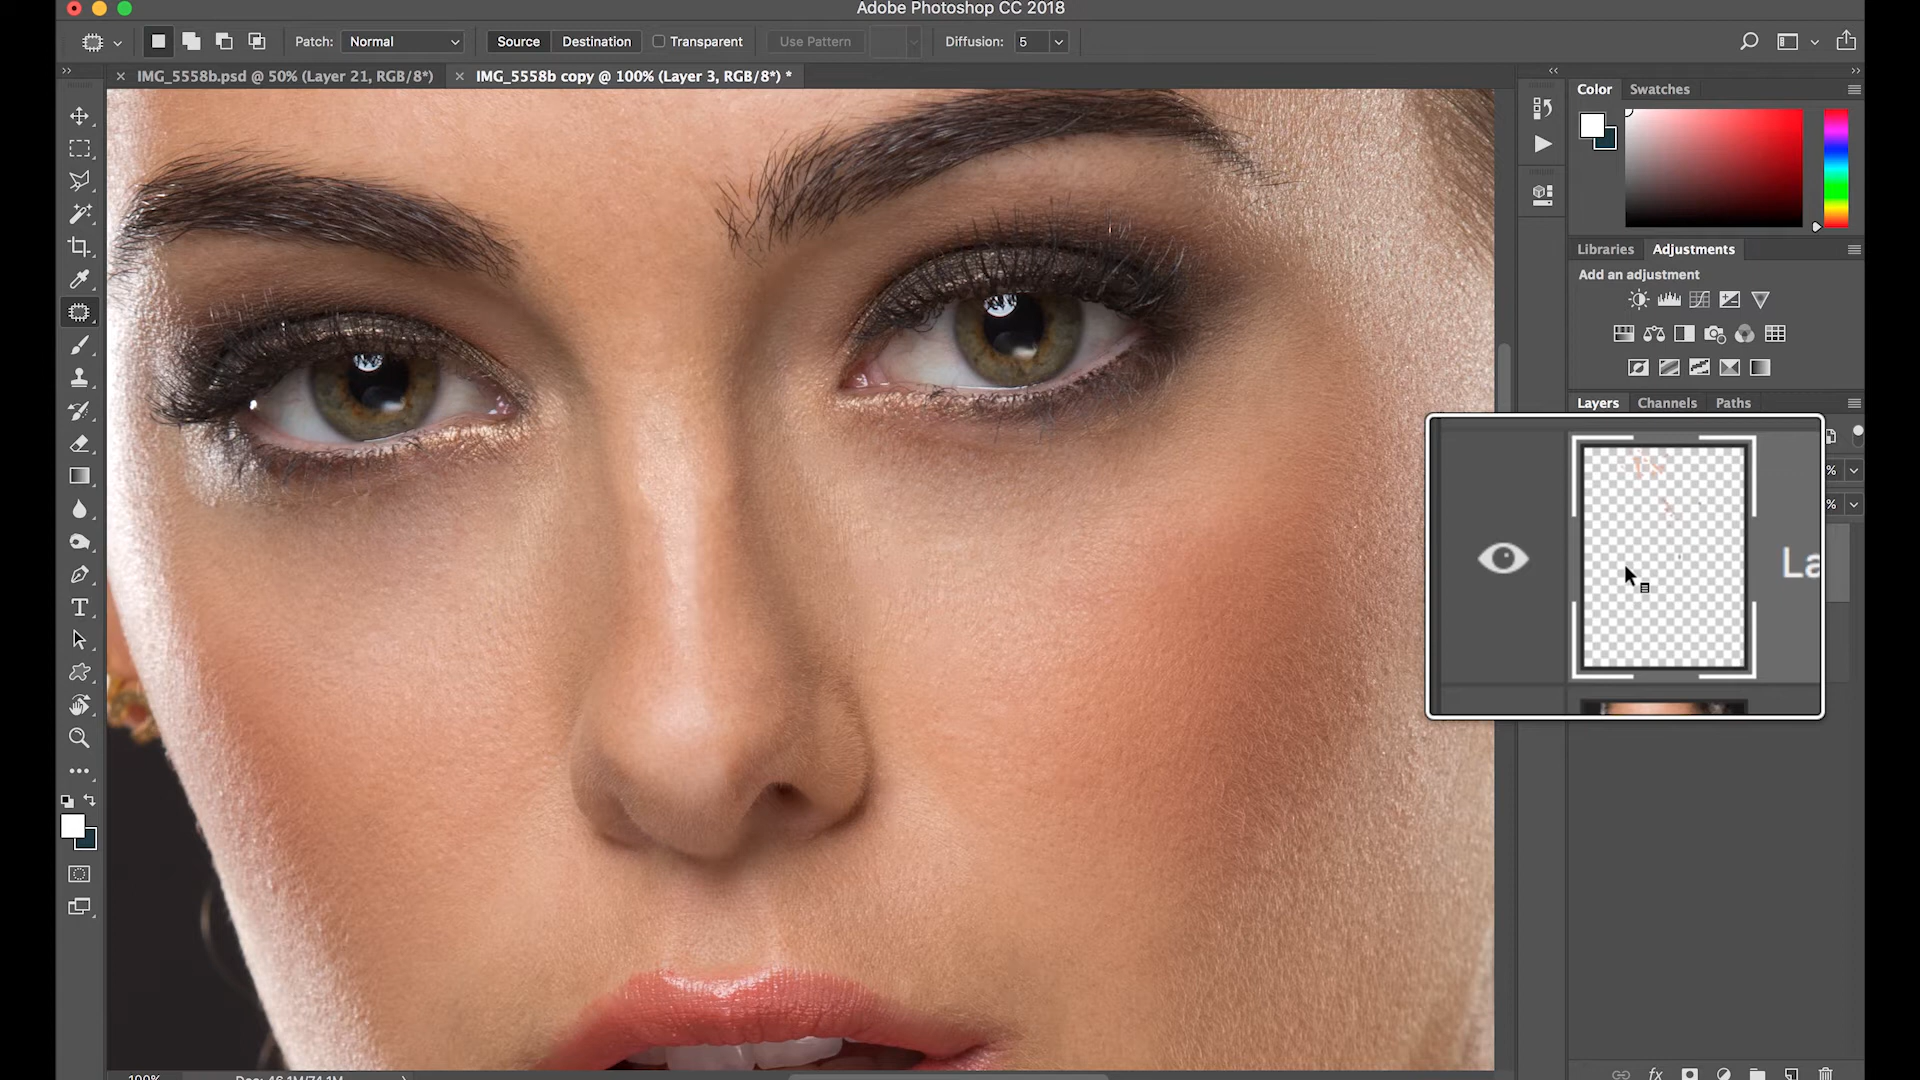 Adobe Photoshop CC 2018
Patch: Normal Source Destination Transparent Use Pattern Diffusion: 5
IMG_5558b.psd @ 50% (Layer 21, RGB/8*) IMG_5558b copy @ 100% (Layer 3, RGB/8*) *
Color Swatches
Libraries Adjustments
Add an adjustment
Layers Channels Paths
%
%
La
T
fx